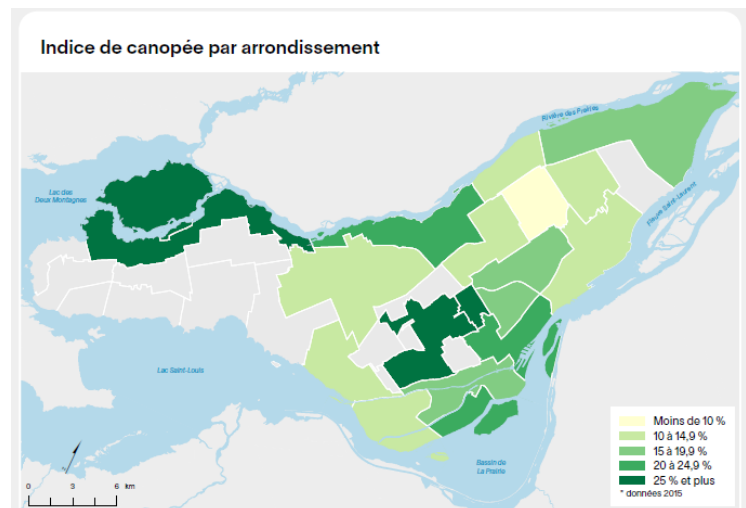 Indice de canopée par arrondissement
Rivière des Prairies
Lac des
Deux Montagnes
Fleuve Saint-Laurent
Lac Saint-Louis
Bassin de
La Prairie
0 3 6 km
Moins de 10 %
10 à 14,9 %
15 à 19,9 %
20 à 24,9 %
25 % et plus
* données 2015